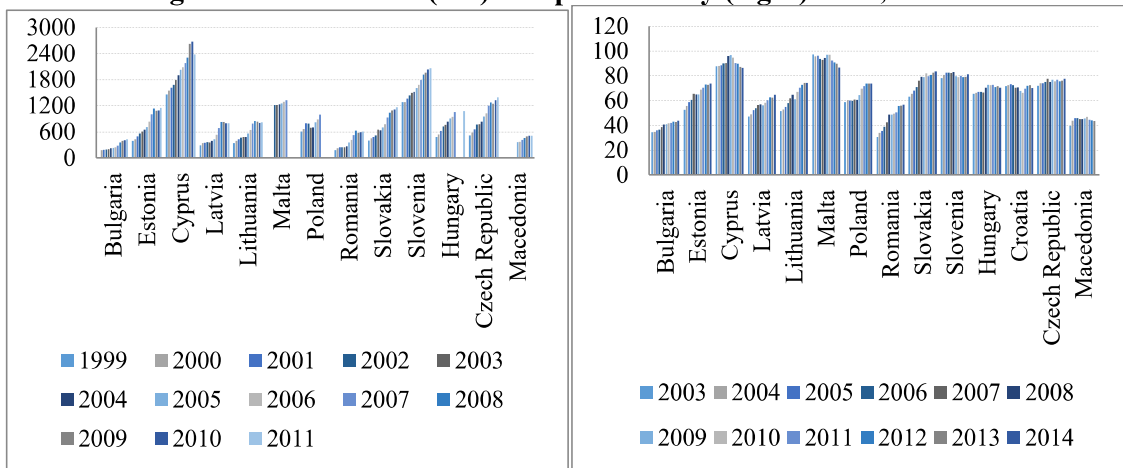 3000
2400
1800
1200
600
0
Bulgaria
Estonia
Cyprus
Latvia
Lithuania
Malta
Poland
Romania
Slovakia
Slovenia
Hungary
Czech Republic
Macedonia
1999 2000 2001 2002 2003
2004 2005 2006 2007 2008
2009 2010 2011
120
100
80
60
40
20
0
Bulgaria
Estonia
Cyprus
Latvia
Lithuania
Malta
Poland
Romania
Slovakia
Slovenia
Hungary
Croatia
Czech Republic
Macedonia
2003 2004 2005 2006 2007 2008
2009 2010 2011 2012 2013 2014